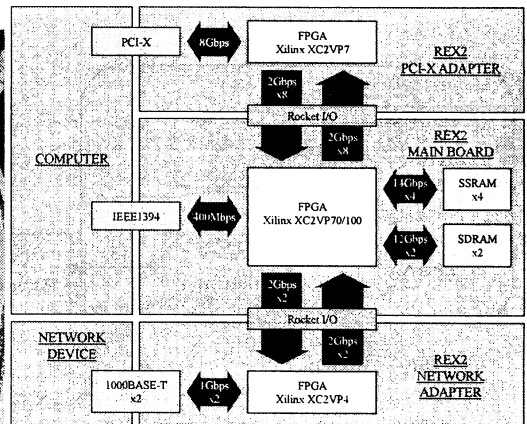 PCI-X
8Gbps
FPGA
Xilinx XC2VP7
REX2
PCI-X ADAPTER
2Gbps
x8
Rocket I/O
2Gbps
x8
COMPUTER
REX2
MAIN BOARD
IEEE1394
400Mbps
FPGA
Xilinx XC2VP70/100
14Gbps
x4
SSRAM
x4
12Gbps
x2
SDRAM
x2
2Gbps
x2
Rocket I/O
2Gbps
x2
NETWORK
DEVICE
1000BASE-T
x2
1Gbps
x2
FPGA
Xilinx XC2VP4
REX2
NETWORK
ADAPTER